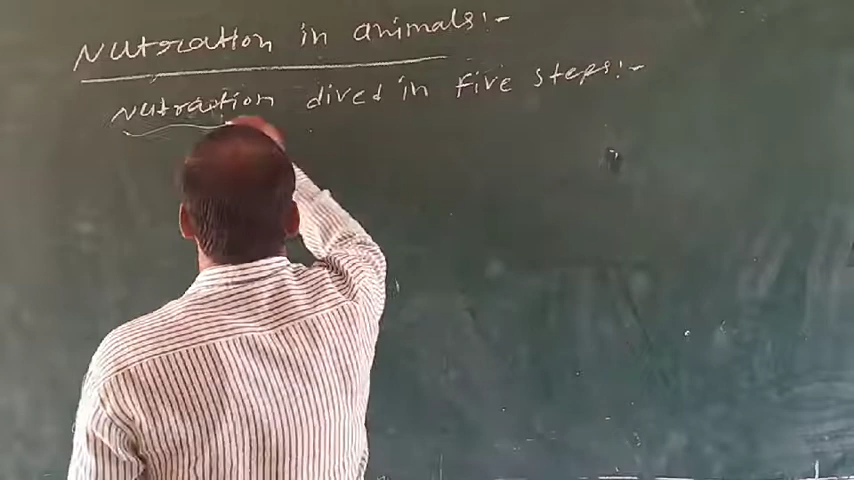 Nutration in animals:-
Nutration dived in five steps:-